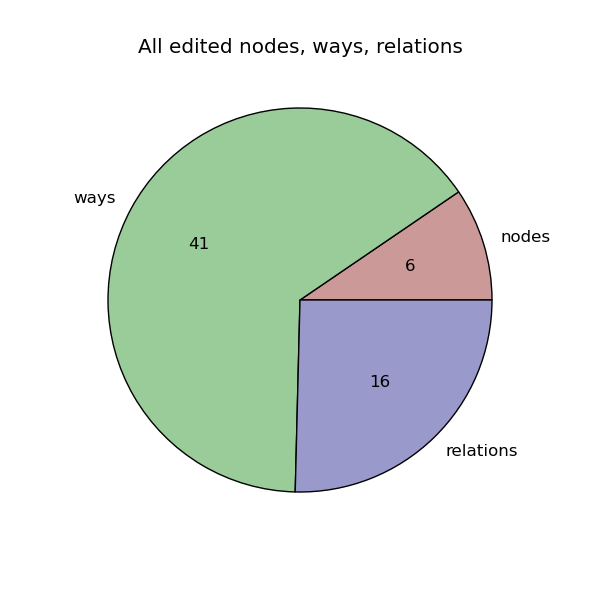 All edited nodes, ways, relations
ways
41
nodes
6
16
relations